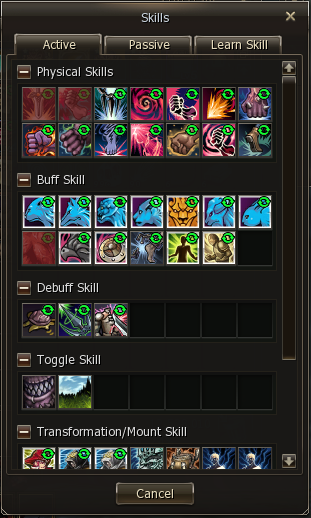 Skills
Active Passive Learn Skill
Physical Skills
Buff Skill
Debuff Skill
Toggle Skill
Transformation/Mount Skill
Cancel